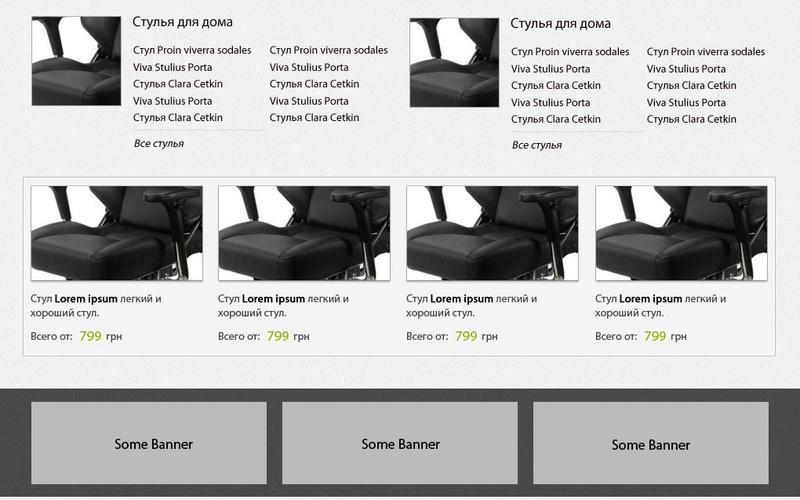 Стулья для дома
Стул Proin viverra sodales
Viva Stulius Porta
Стулья Clara Cetkin
Viva Stulius Porta
Стулья Clara Cetkin
Стул Proin viverra sodales
Viva Stulius Porta
Стулья Clara Cetkin
Viva Stulius Porta
Стулья Clara Cetkin
Все стулья
Стулья для дома
Стул Proin viverra sodales
Viva Stulius Porta
Стулья Clara Cetkin
Viva Stulius Porta
Стулья Clara Cetkin
Стул Proin viverra sodales
Viva Stulius Porta
Стулья Clara Cetkin
Viva Stulius Porta
Стулья Clara Cetkin
Все стулья
Стул Lorem ipsum легкий и
хороший стул.
Всего от: 799 грн
Стул Lorem ipsum легкий и
хороший стул.
Всего от: 799 грн
Стул Lorem ipsum легкий и
хороший стул.
Всего от: 799 грн
Стул Lorem ipsum легкий и
хороший стул.
Всего от: 799 грн
Some Banner
Some Banner
Some Banner